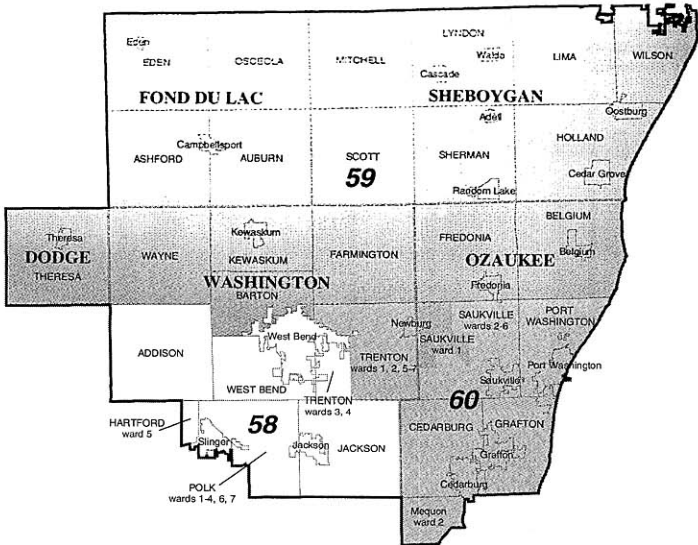 LYNDON
Eden
EDEN
OSCEOLA
MITCHELL
Waldo
LIMA
WILSON
Cascade
FOND DU LAC
SHEBOYGAN
Oostburg
Adell
Campbellsport
HOLLAND
ASHFORD
AUBURN
SCOTT
SHERMAN
59
Cedar Grove
Random Lake
BELGIUM
Theresa
Kewaskum
FREDONIA
DODGE
WAYNE
KEWASKUM
FARMINGTON
OZAUKEE
Belgium
THERESA
WASHINGTON
Fredonia
BARTON
SAUKVILLE
wards 2-6
PORT
WASHINGTON
Newburg
West Bend
SAUKVILLE
ward 1
ADDISON
TRENTON
wards 1, 2, 5-7
Port Washington
Saukville
WEST BEND
TRENTON
wards 3, 4
60
HARTFORD
ward 5
58
CEDARBURG
GRAFTON
Slinger
Jackson
JACKSON
Grafton
POLK
wards 1-4, 6, 7
Cedarburg
Mequon
ward 2